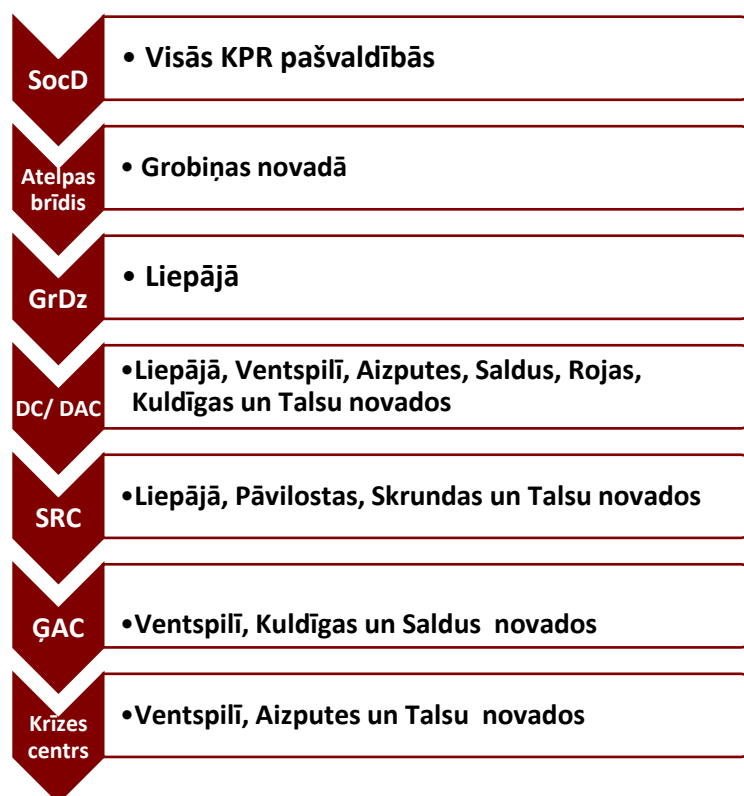 SocD
• Visās KPR pašvaldībās
Atelpas
brīdis
• Grobiņas novadā
GrDz
• Liepājā
DC/ DAC
•Liepājā, Ventspilī, Aizputes, Saldus, Rojas,
Kuldīgas un Talsu novados
SRC
•Liepājā, Pāvilostas, Skrundas un Talsu novados
ĢAC
•Ventspilī, Kuldīgas un Saldus novados
Krīzes
centrs
•Ventspilī, Aizputes un Talsu novados